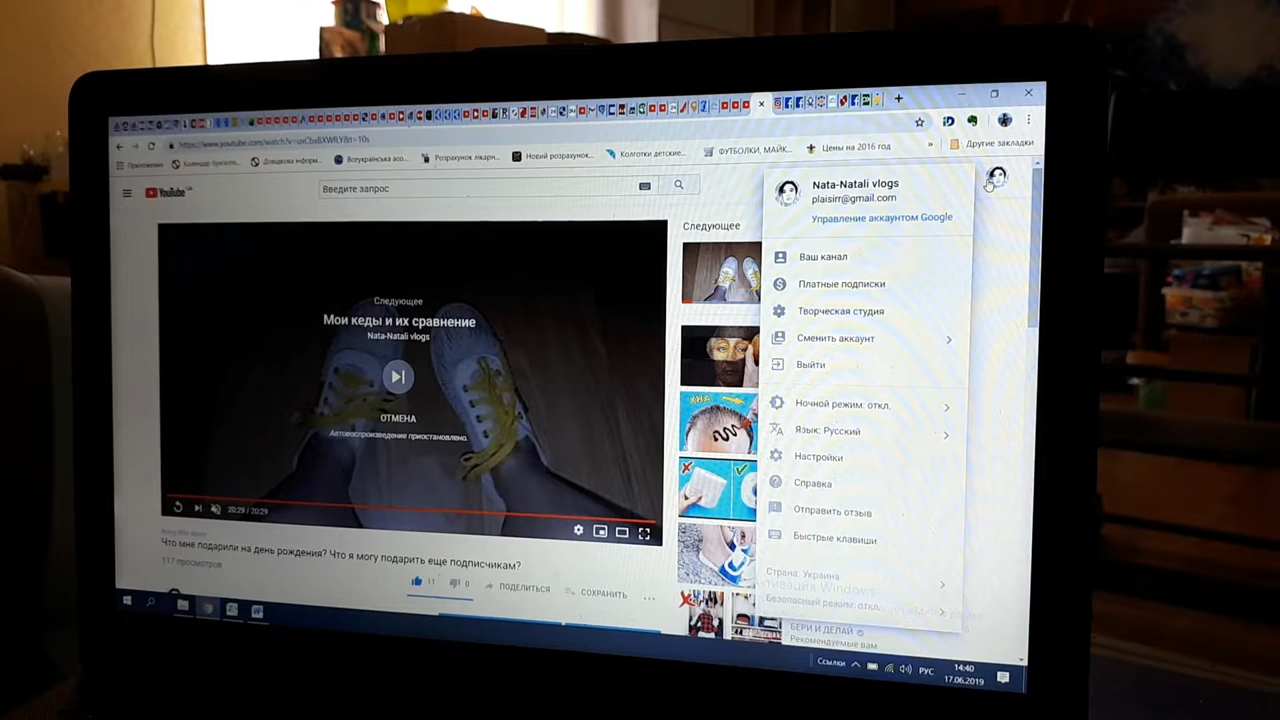 https://www.youtube.com/watch?v=
Приложения
Календар бухгалте...
Довідкова інформ...
Всеукраїнська асо...
Розрахунок лікарн...
Новий розрахунок...
Колготки детские...
ФУТБОЛКИ, МАЙК...
Цены на 2016 год
»
Другие закладки
YouTube UA
Введите запрос
Следующее
Мои кеды и их сравнение
Nata-Natali vlogs
ОТМЕНА
Автовоспроизведение приостановлено.
20:29 / 20:29
Что мне подарили на день рождения? Что я могу подарить еще подписчикам?
117 просмотров
11
0
ПОДЕЛИТЬСЯ
СОХРАНИТЬ
Следующее
АНХ
Nata-Natali vlogs
plaisirr@gmail.com
Управление аккаунтом Google
Ваш канал
Платные подписки
Творческая студия
Сменить аккаунт
Выйти
Ночной режим: откл.
Язык: Русский
Настройки
Справка
Отправить отзыв
Быстрые клавиши
Страна: Украина
Активация Windows
Безопасный режим: откл.
БЕРИ И ДЕЛАЙ
Рекомендуемые вам
Ссылки
РУС
14:40
17.06.2019